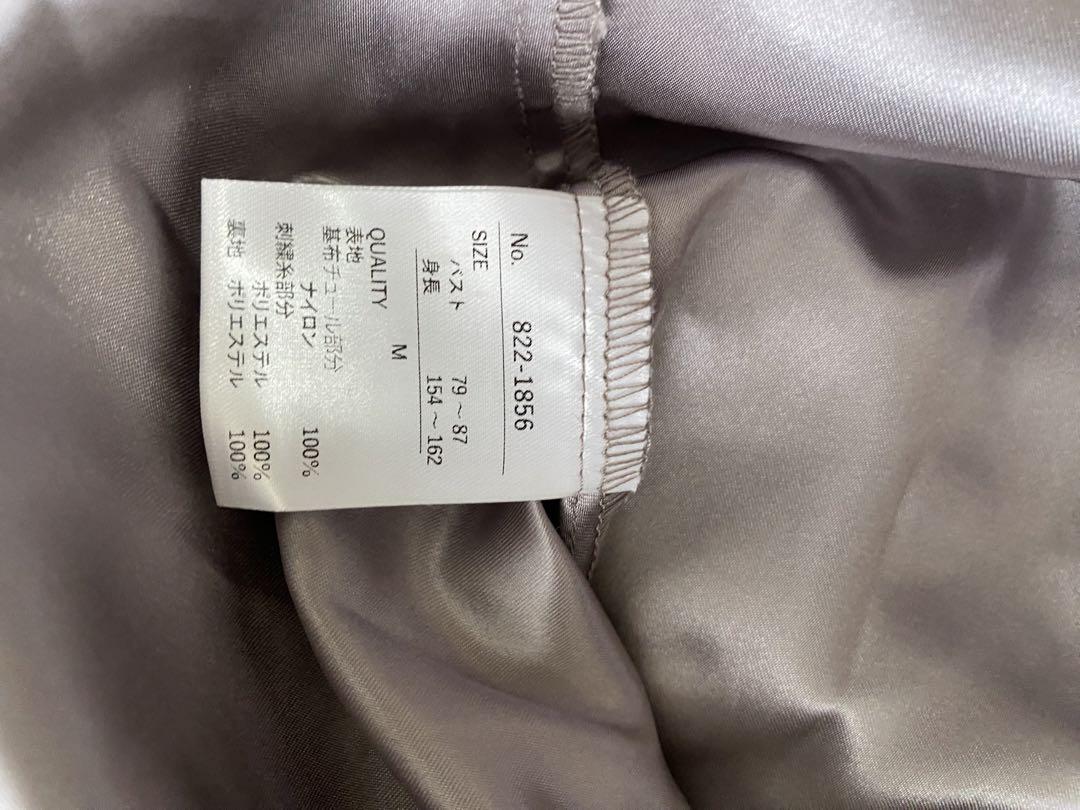 No. 822-1856
SIZE
バスト 79～87
身長 154～162
M
QUALITY
表地
基布チュール部分
ナイロン 100%
刺繍糸部分
ポリエステル 100%
裏地 ポリエステル 100%